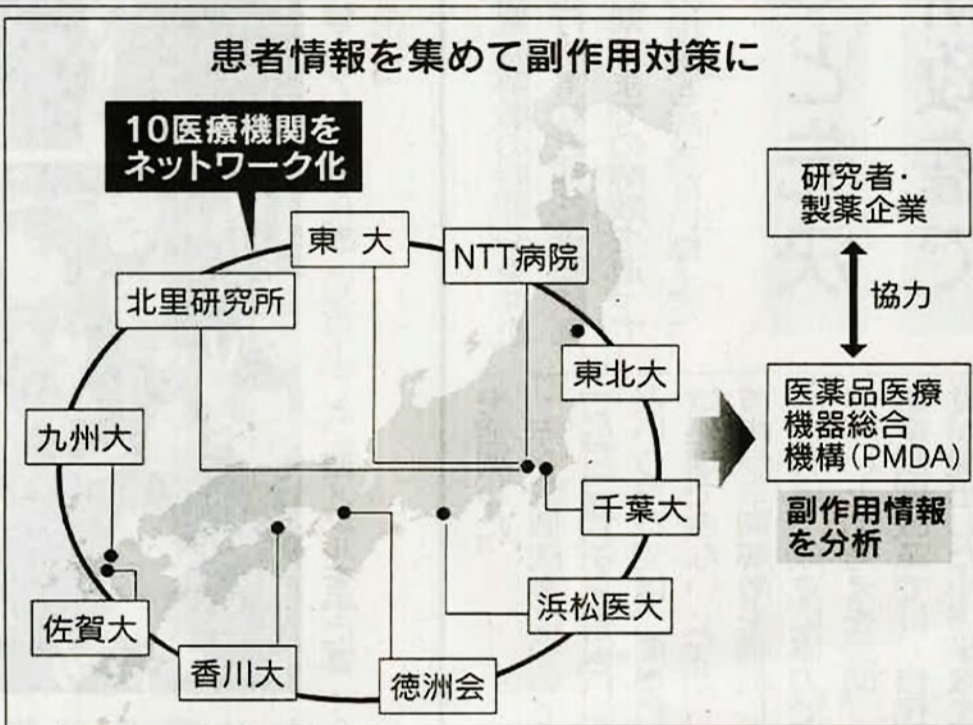 患者情報を集めて副作用対策に
10医療機関を
ネットワーク化
東 大
NTT病院
北里研究所
東北大
九州大
千葉大
佐賀大
浜松医大
香川大
徳洲会
研究者・
製薬企業
協力
医薬品医療
機器総合
機構(PMDA)
副作用情報
を分析